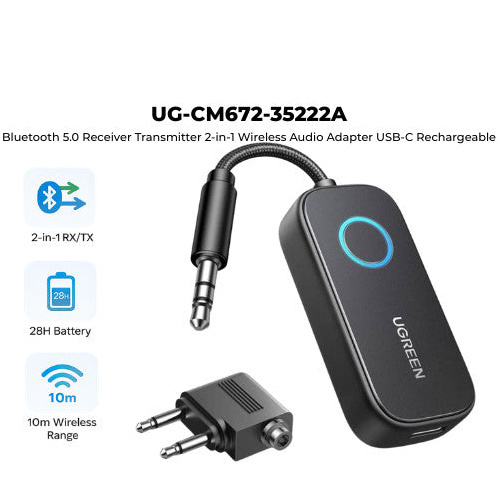 UG-CM672-35222A
Bluetooth 5.0 Receiver Transmitter 2-in-1 Wireless Audio Adapter USB-C Rechargeable
2-in-1 RX/TX
28H
28H Battery
10m
10m Wireless
Range
UGREEN